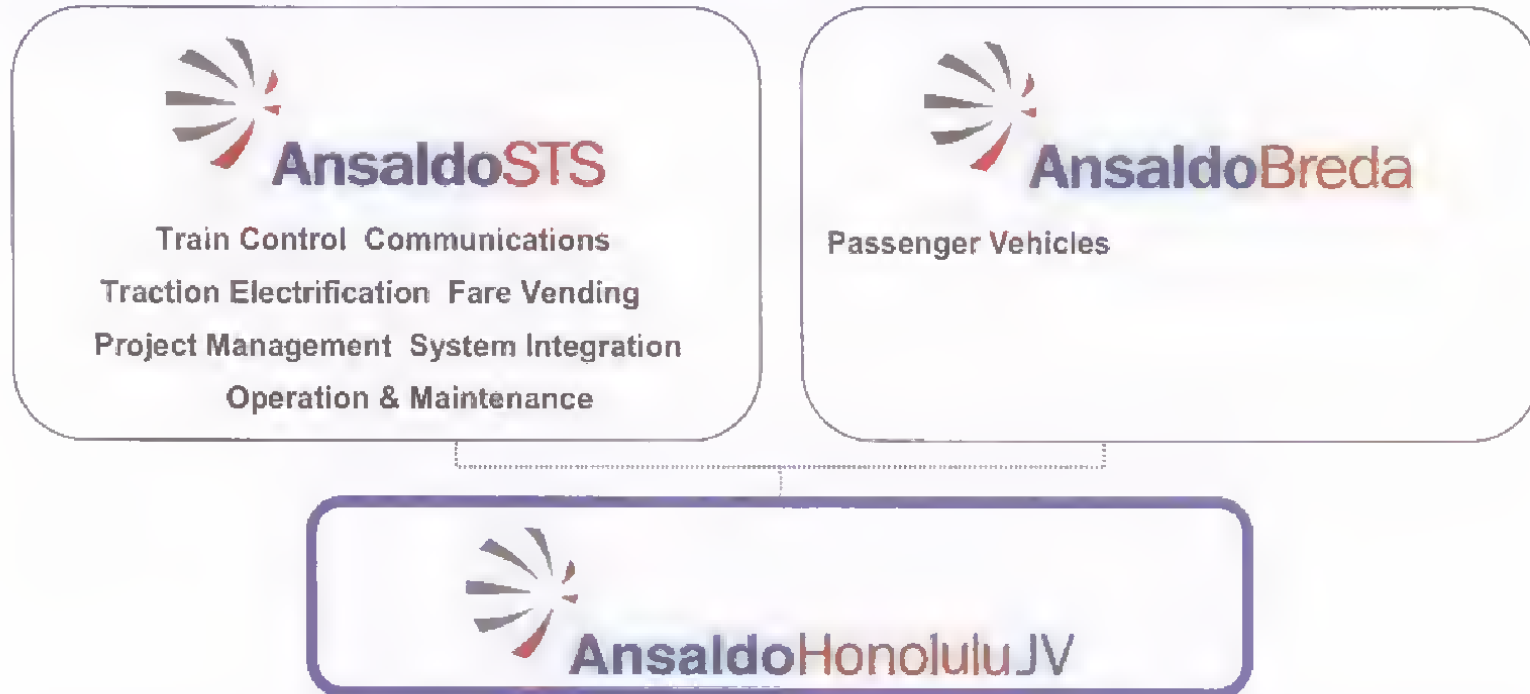 AnsaldoSTS
Train Control Communications
Traction Electrification Fare Vending
Project Management System Integration
Operation & Maintenance
AnsaldoBreda
Passenger Vehicles
AnsaldoHonoluluJV